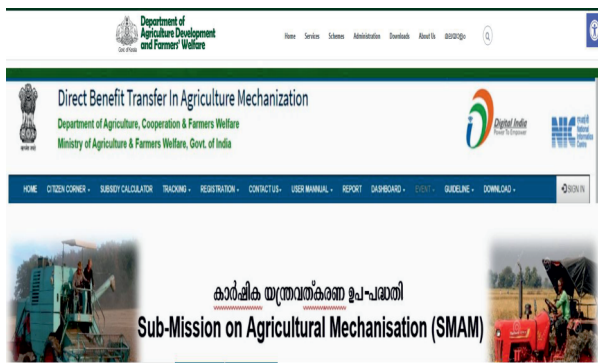 Department of
Agriculture Development
and Farmers' Welfare
Govt. of Kerala
Home Services Schemes Administration Downloads About Us മലയാളം
Direct Benefit Transfer In Agriculture Mechanization
Department of Agriculture, Cooperation & Farmers Welfare
Ministry of Agriculture & Farmers Welfare, Govt. of India
Digital India
Power To Empower
NIC
National
Informatics
Centre
HOME CITIZEN CORNER SUBSIDY CALCULATOR TRACKING REGISTRATION CONTACT US USER MANNUAL REPORT DASHBOARD EVENT GUIDELINE DOWNLOAD SIGN IN
കാർഷിക യന്ത്രവത്കരണ ഉപ-പദ്ധതി
Sub-Mission on Agricultural Mechanisation (SMAM)